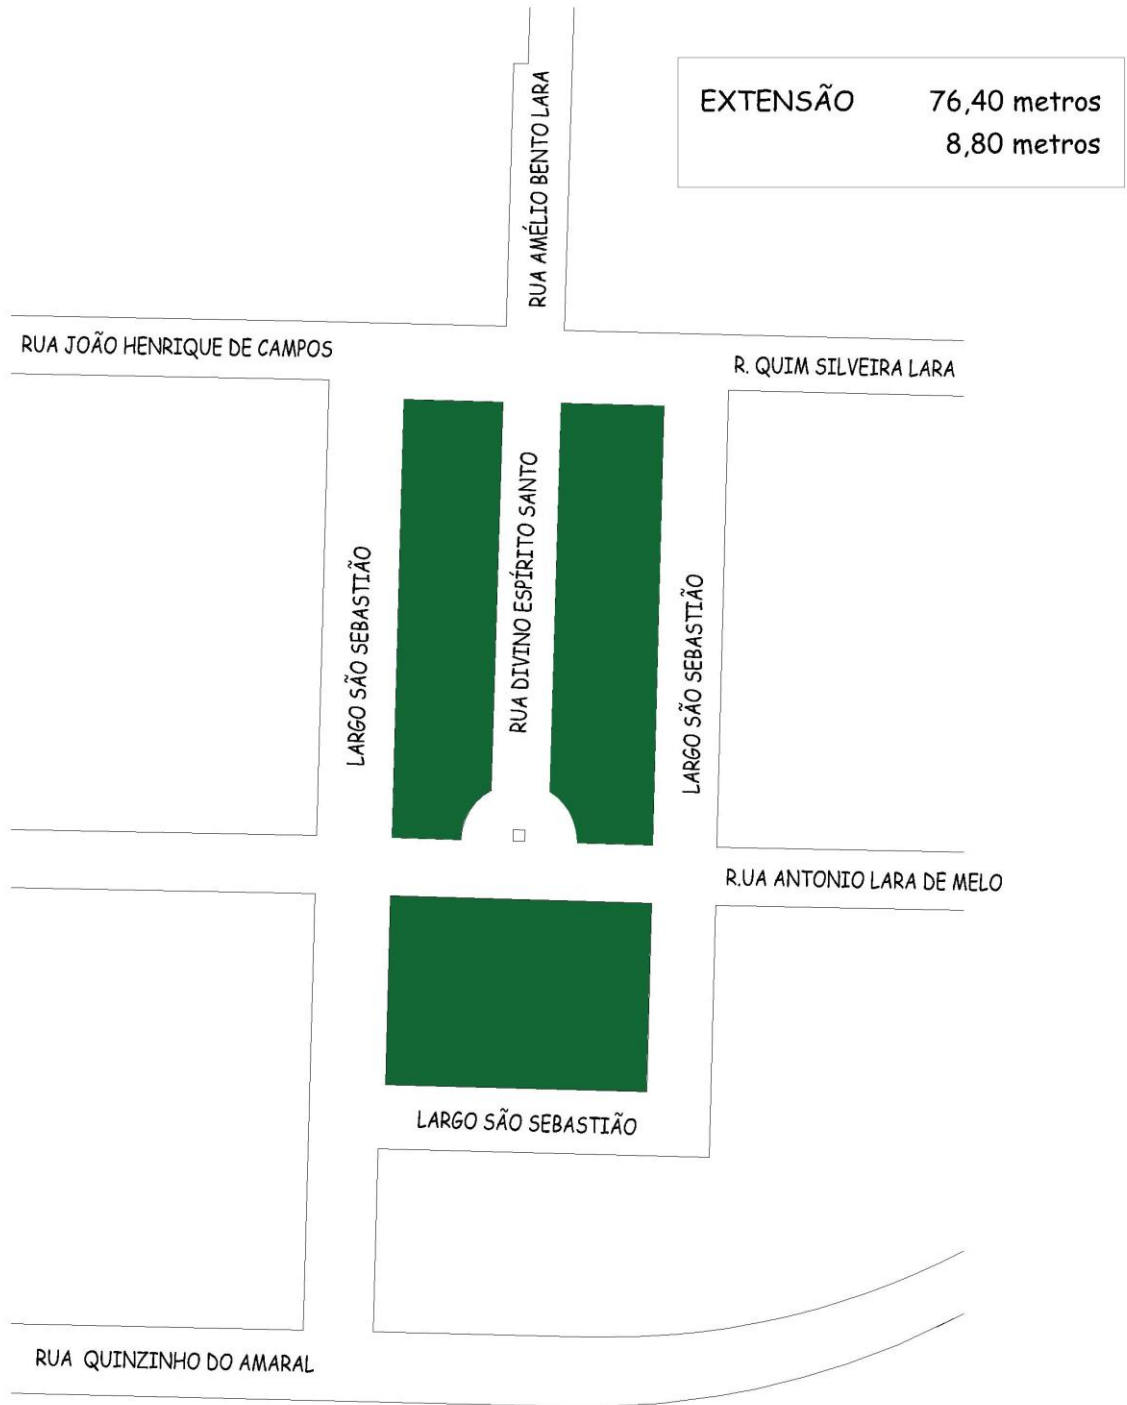 EXTENSÃO 76,40 metros
8,80 metros
RUA AMÉLIO BENTO LARA
RUA JOÃO HENRIQUE DE CAMPOS
R. QUIM SILVEIRA LARA
RUA DIVINO ESPÍRITO SANTO
LARGO SÃO SEBASTIÃO
LARGO SÃO SEBASTIÃO
R.UA ANTONIO LARA DE MELO
LARGO SÃO SEBASTIÃO
RUA QUINZINHO DO AMARAL